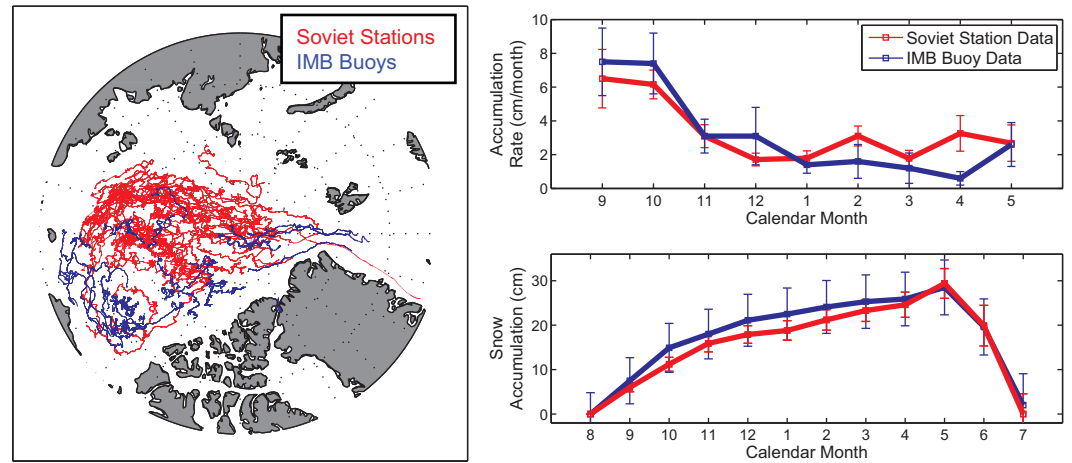 Soviet Stations
IMB Buoys
10
8
6
4
2
0
Accumulation
Rate (cm/month)
Soviet Station Data
IMB Buoy Data
9 10 11 12 1 2 3 4 5
Calendar Month
30
20
10
0
Snow
Accumulation (cm)
8 9 10 11 12 1 2 3 4 5 6 7
Calendar Month